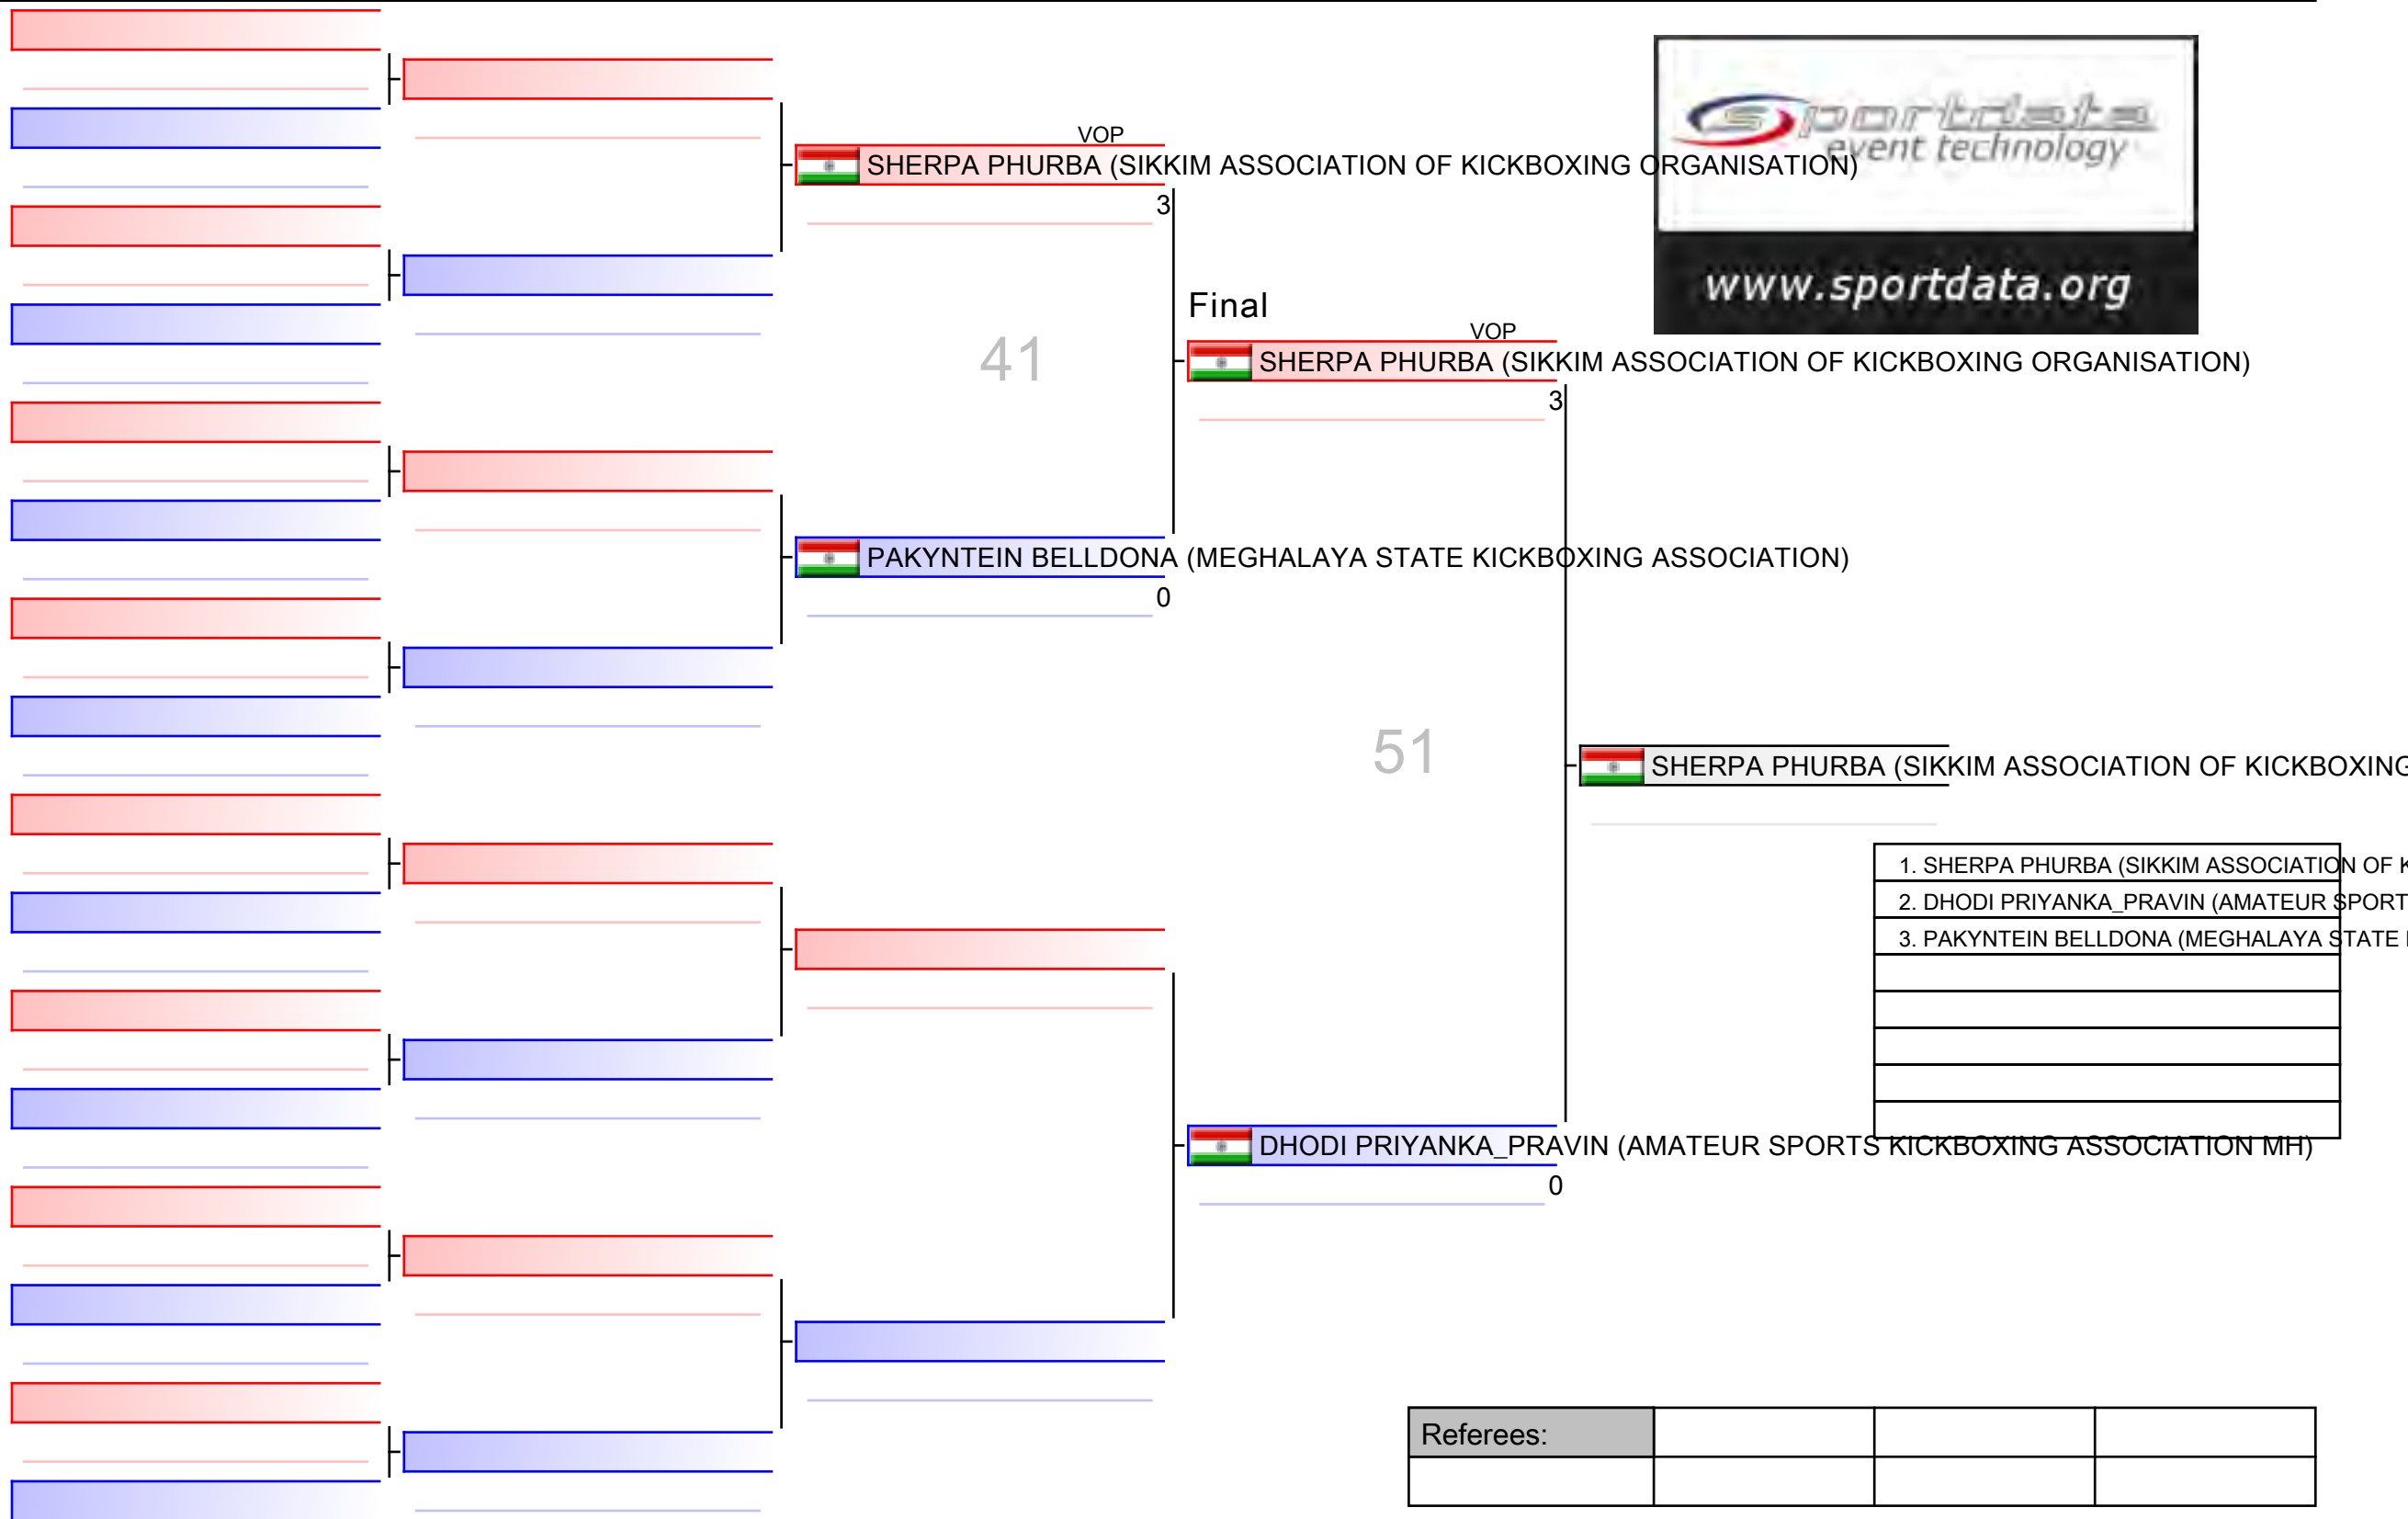 sportdata
event technology
www.sportdata.org
VOP
SHERPA PHURBA (SIKKIM ASSOCIATION OF KICKBOXING ORGANISATION)
3
Final
VOP
41
SHERPA PHURBA (SIKKIM ASSOCIATION OF KICKBOXING ORGANISATION)
3
PAKYNTEIN BELLDONA (MEGHALAYA STATE KICKBOXING ASSOCIATION)
0
51
SHERPA PHURBA (SIKKIM ASSOCIATION OF KICKBOXING
1. SHERPA PHURBA (SIKKIM ASSOCIATION OF K
2. DHODI PRIYANKA_PRAVIN (AMATEUR SPORT
3. PAKYNTEIN BELLDONA (MEGHALAYA STATE
DHODI PRIYANKA_PRAVIN (AMATEUR SPORTS KICKBOXING ASSOCIATION MH)
0
Referees: